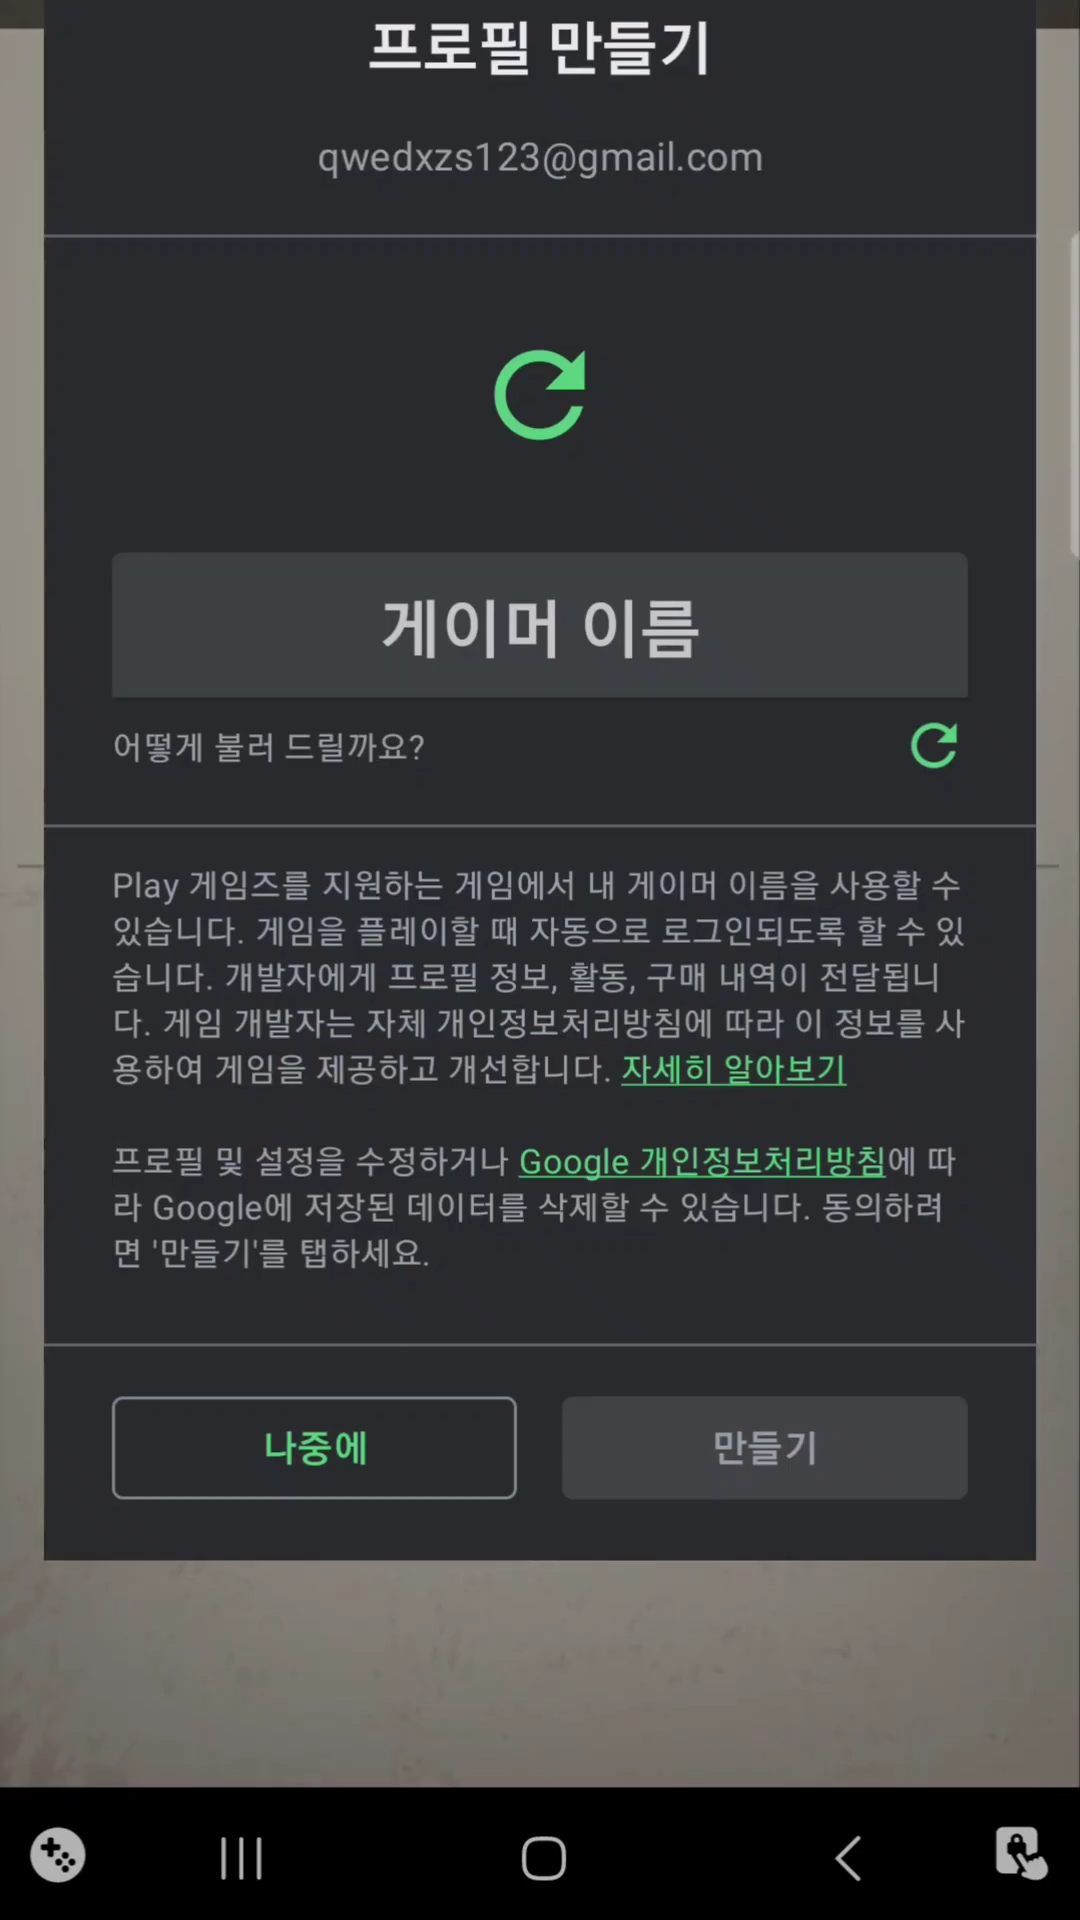 프로필 만들기
qwedxzs123@gmail.com
게이머 이름
어떻게 불러 드릴까요?
Play 게임즈를 지원하는 게임에서 내 게이머 이름을 사용할 수
있습니다. 게임을 플레이할 때 자동으로 로그인되도록 할 수 있
습니다. 개발자에게 프로필 정보, 활동, 구매 내역이 전달됩니
다. 게임 개발자는 자체 개인정보처리방침에 따라 이 정보를 사
용하여 게임을 제공하고 개선합니다. 자세히 알아보기
프로필 및 설정을 수정하거나 Google 개인정보처리방침에 따
라 Google에 저장된 데이터를 삭제할 수 있습니다. 동의하려
면 '만들기'를 탭하세요.
나중에
만들기